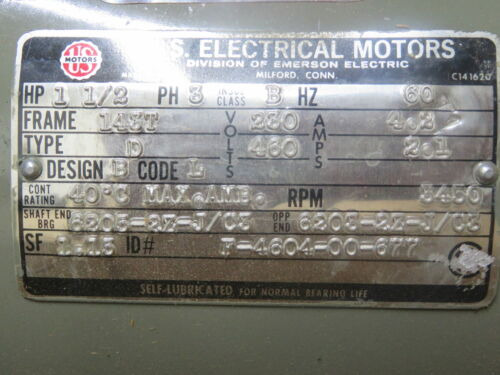 US MOTORS
U.S. ELECTRICAL MOTORS
DIVISION OF EMERSON ELECTRIC
MILFORD, CONN.
C141620
HP 1 1/2 PH 3 INSUL CLASS B HZ 60
FRAME 143T VOLTS 230 AMPS 4.2
TYPE D 460 2.1
DESIGN B CODE L
CONT RATING 40°C MAX.AMB. RPM 3450
SHAFT END BRG 6205-2Z-J/C3 OPP END 6203-2Z-J/C3
SF 1.15 ID# F-4604-00-677
SELF-LUBRICATED FOR NORMAL BEARING LIFE